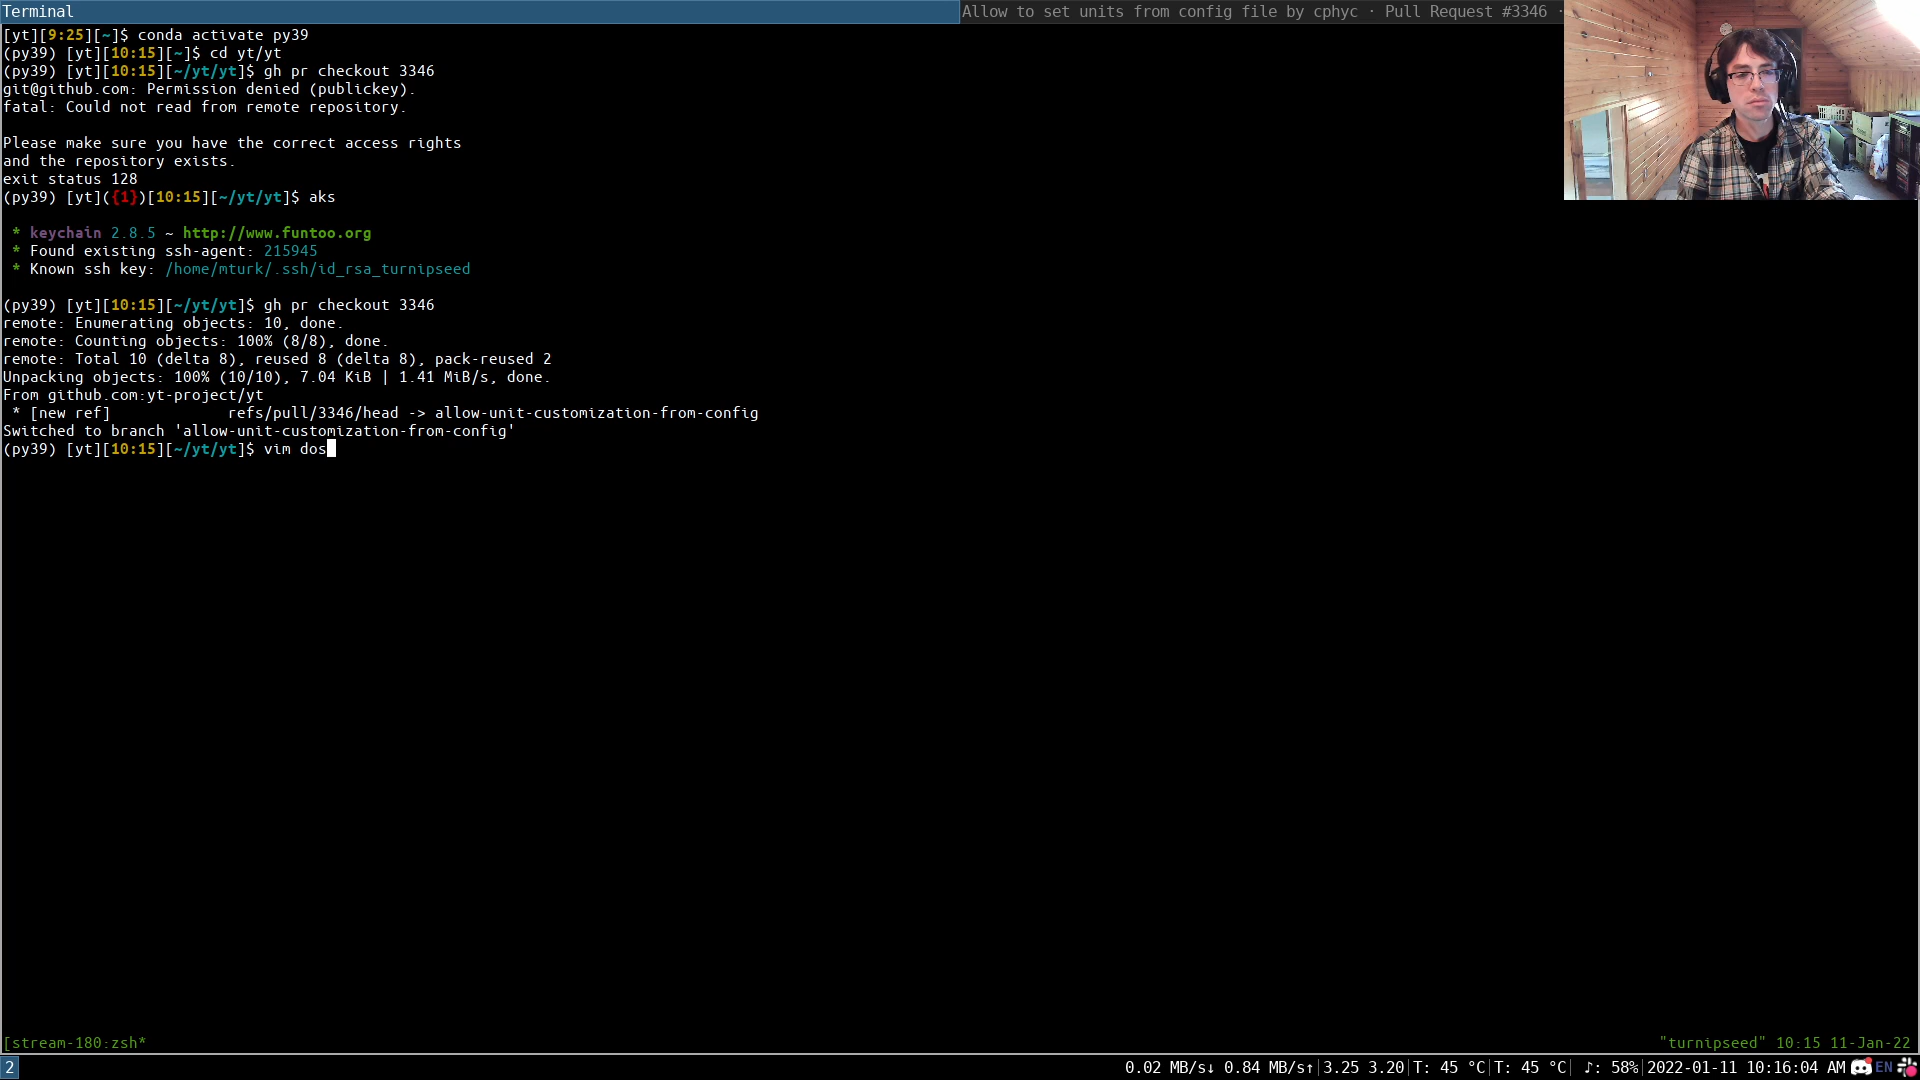 Terminal
Allow to set units from config file by cphyc · Pull Request #3346 ·
[yt][9:25][~]$ conda activate py39
(py39) [yt][10:15][~]$ cd yt/yt
(py39) [yt][10:15][~/yt/yt]$ gh pr checkout 3346
git@github.com: Permission denied (publickey).
fatal: Could not read from remote repository.
Please make sure you have the correct access rights
and the repository exists.
exit status 128
(py39) [yt]({1})[10:15][~/yt/yt]$ aks
* keychain 2.8.5 ~ http://www.funtoo.org
* Found existing ssh-agent: 215945
* Known ssh key: /home/mturk/.ssh/id_rsa_turnipseed
(py39) [yt][10:15][~/yt/yt]$ gh pr checkout 3346
remote: Enumerating objects: 10, done.
remote: Counting objects: 100% (8/8), done.
remote: Total 10 (delta 8), reused 8 (delta 8), pack-reused 2
Unpacking objects: 100% (10/10), 7.04 KiB | 1.41 MiB/s, done.
From github.com:yt-project/yt
* [new ref]             refs/pull/3346/head -> allow-unit-customization-from-config
Switched to branch 'allow-unit-customization-from-config'
(py39) [yt][10:15][~/yt/yt]$ vim dos
[stream-180:zsh*
"turnipseed" 10:15 11-Jan-22
2
0.02 MB/s↓ 0.84 MB/s↑|3.25 3.20|T: 45 °C|T: 45 °C| ♪: 58%|2022-01-11 10:16:04 AM EN